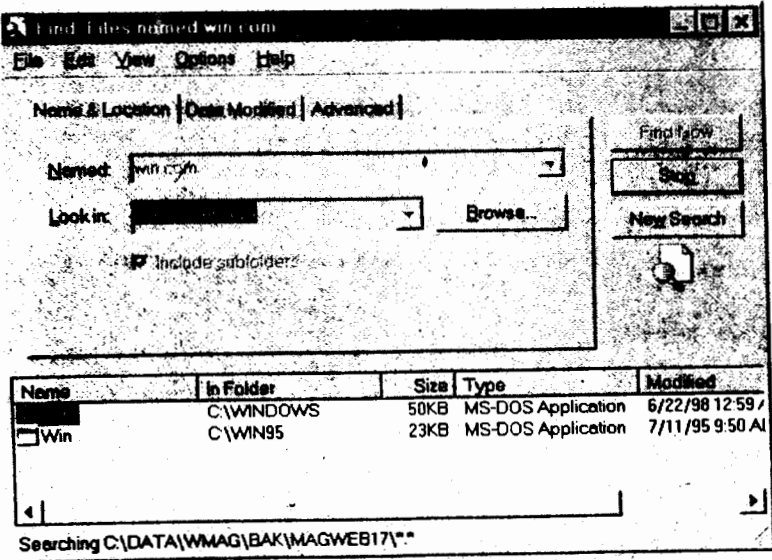 Find: Files named win.com
File Edit View Options Help
Name & Location Date Modified Advanced
Find Now
Named: win.com
Stop
Look in:
Browse...
New Search
Include subfolders
Name In Folder Size Type Modified
C:\WINDOWS 50KB MS-DOS Application 6/22/98 12:59
Win C:\WIN95 23KB MS-DOS Application 7/11/95 9:50
Searching C:\DATA\WMAG\BAK\MAGWEB17\*.*